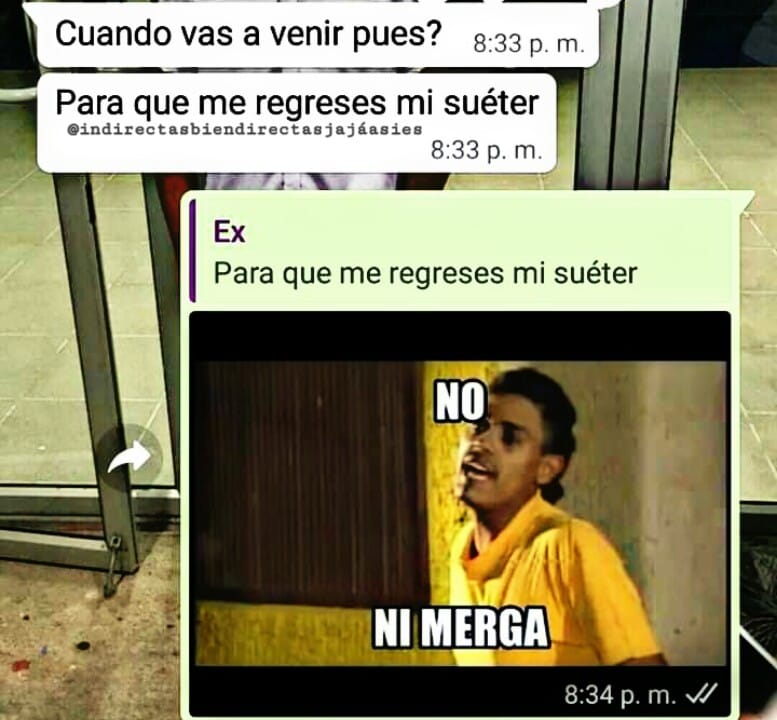 Cuando vas a venir pues? 8:33 p. m.
Para que me regreses mi suéter
@indirectasbiendirectasjajáasies
8:33 p. m.
Ex
Para que me regreses mi suéter
NO
NI MERGA
8:34 p. m.